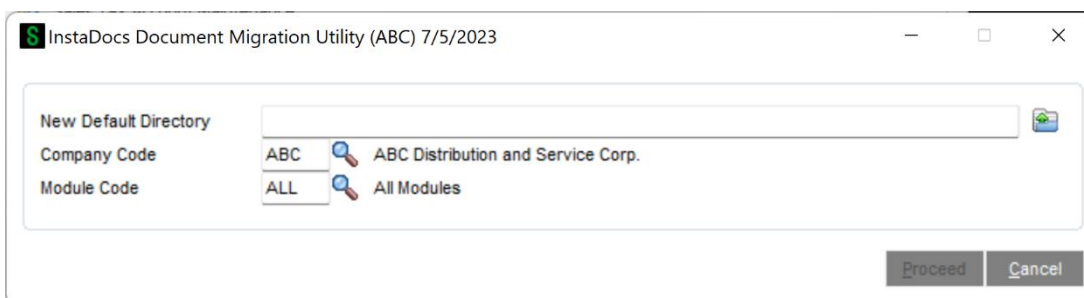 InstaDocs Document Migration Utility (ABC) 7/5/2023
New Default Directory
Company Code ABC ABC Distribution and Service Corp.
Module Code ALL All Modules
Proceed Cancel